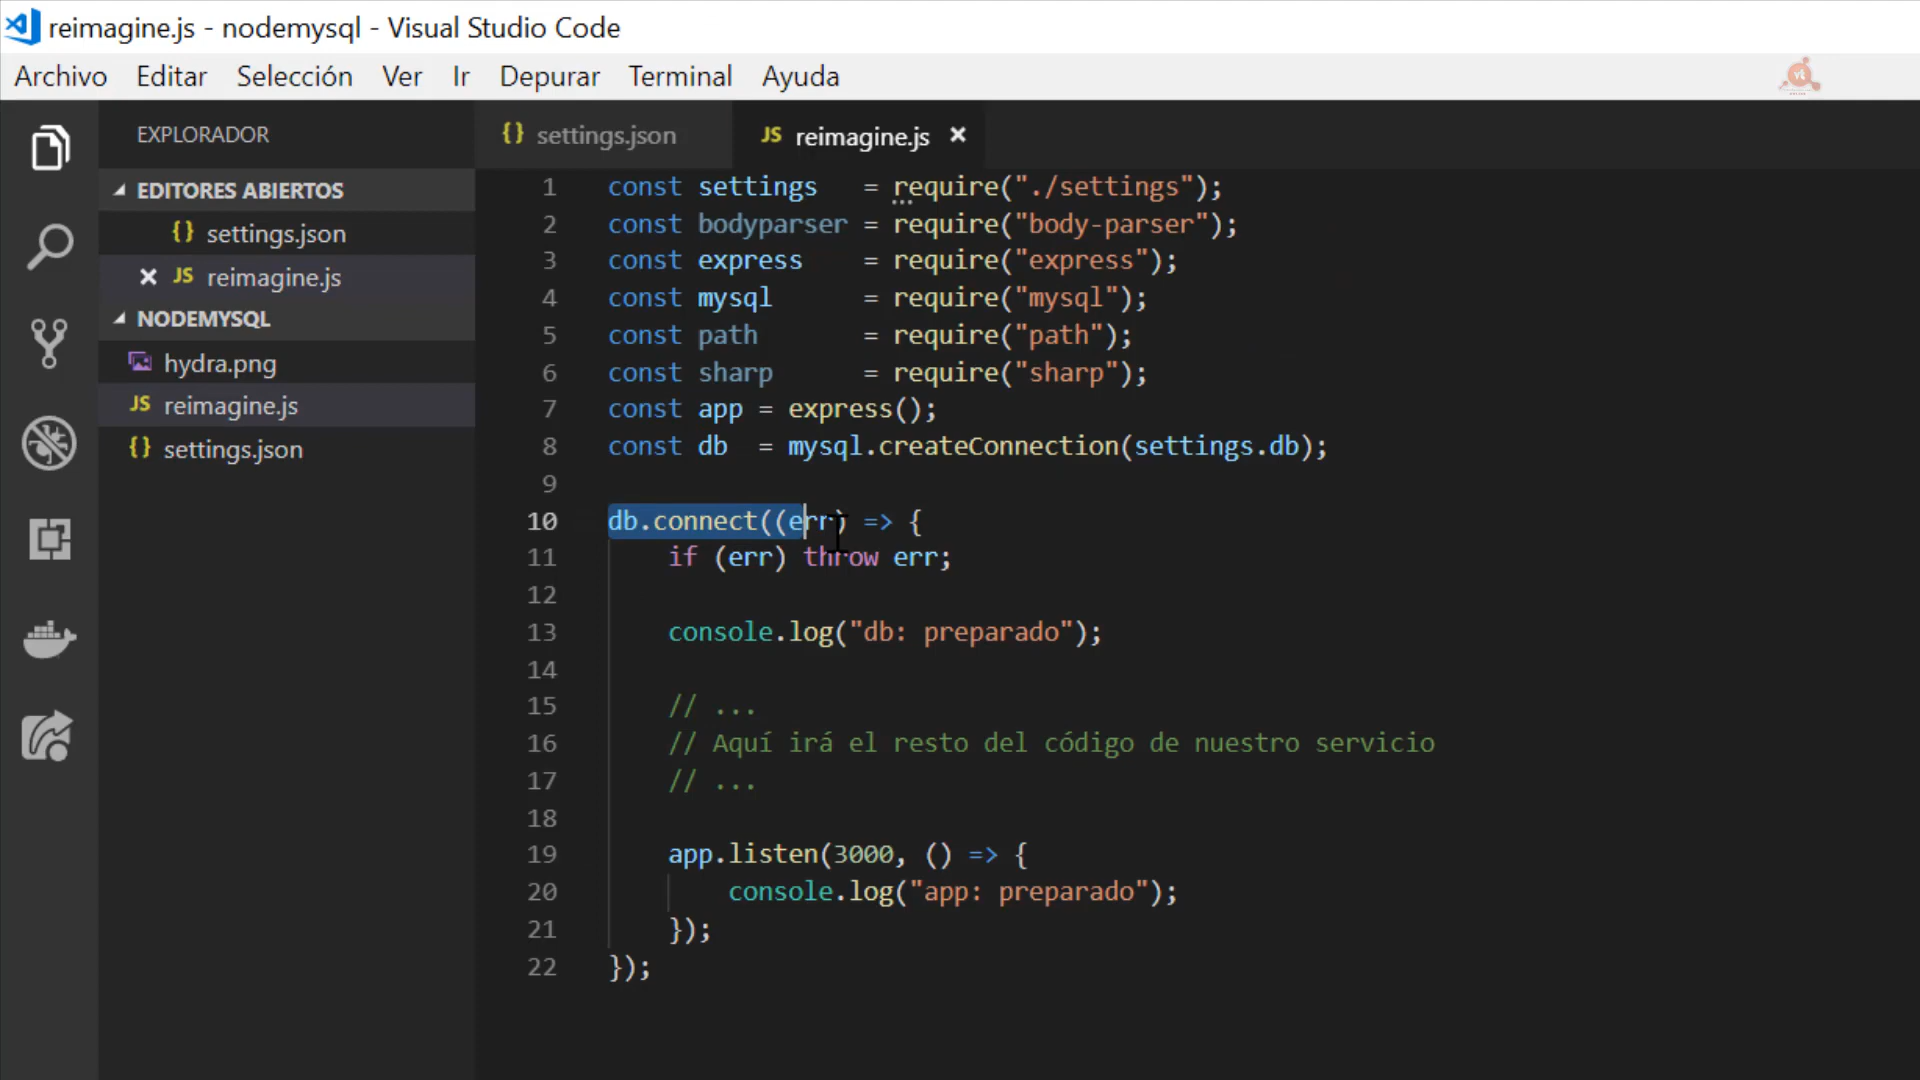 reimagine.js - nodemysql - Visual Studio Code
Archivo Editar Selección Ver Ir Depurar Terminal Ayuda
EXPLORADOR
EDITORES ABIERTOS
{} settings.json
JS reimagine.js
NODEMYSQL
hydra.png
JS reimagine.js
{} settings.json
{} settings.json
JS reimagine.js
1 const settings   = require("./settings");
2 const bodyparser = require("body-parser");
3 const express    = require("express");
4 const mysql      = require("mysql");
5 const path       = require("path");
6 const sharp      = require("sharp");
7 const app = express();
8 const db  = mysql.createConnection(settings.db);
9
10 db.connect((err) => {
11     if (err) throw err;
12
13     console.log("db: preparado");
14
15     // ...
16     // Aquí irá el resto del código de nuestro servicio
17     // ...
18
19     app.listen(3000, () => {
20         console.log("app: preparado");
21     });
22 });